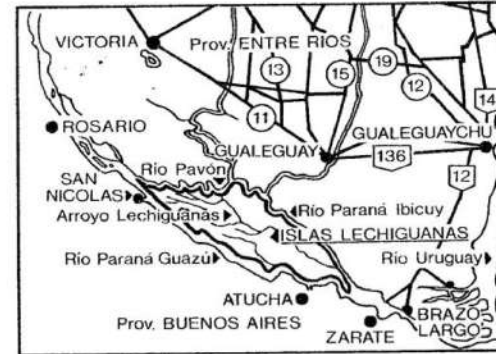 VICTORIA
Prov. ENTRE RIOS
13
15
19
12
14
11
ROSARIO
GUALEGUAYCHU
GUALEGUAY
136
Río Pavón
12
SAN
NICOLAS
Arroyo Lechiguanas
Río Paraná Ibicuy
ISLAS LECHIGUANAS
Río Paraná Guazú
Río Uruguay
ATUCHA
BRAZO
LARGO
Prov. BUENOS AIRES
ZARATE